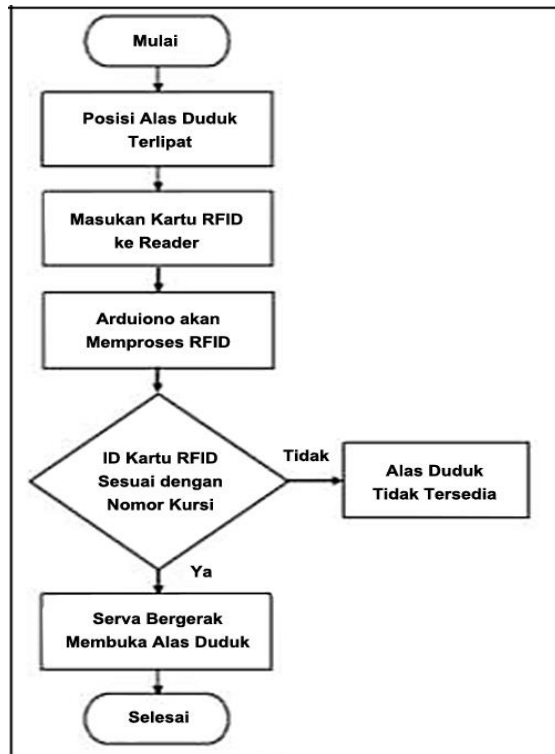 Mulai
Posisi Alas Duduk
Terlipat
Masukan Kartu RFID
ke Reader
Arduiono akan
Memproses RFID
ID Kartu RFID
Sesuai dengan
Nomor Kursi
Tidak
Alas Duduk
Tidak Tersedia
Ya
Serva Bergerak
Membuka Alas Duduk
Selesai